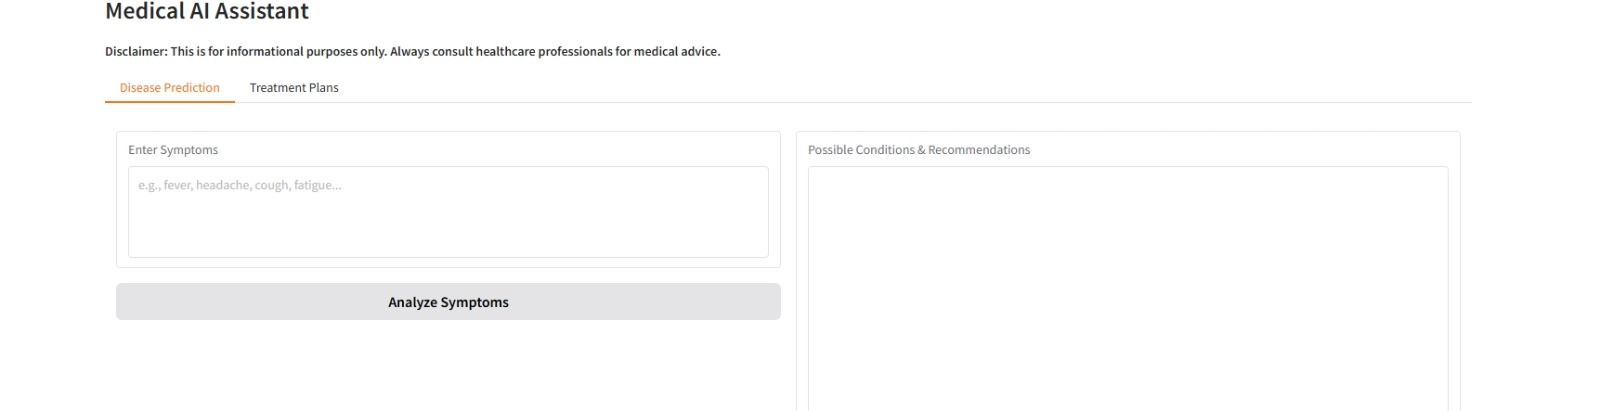 Medical AI Assistant
Disclaimer: This is for informational purposes only. Always consult healthcare professionals for medical advice.
Disease Prediction
Treatment Plans
Enter Symptoms
e.g., fever, headache, cough, fatigue...
Analyze Symptoms
Possible Conditions & Recommendations